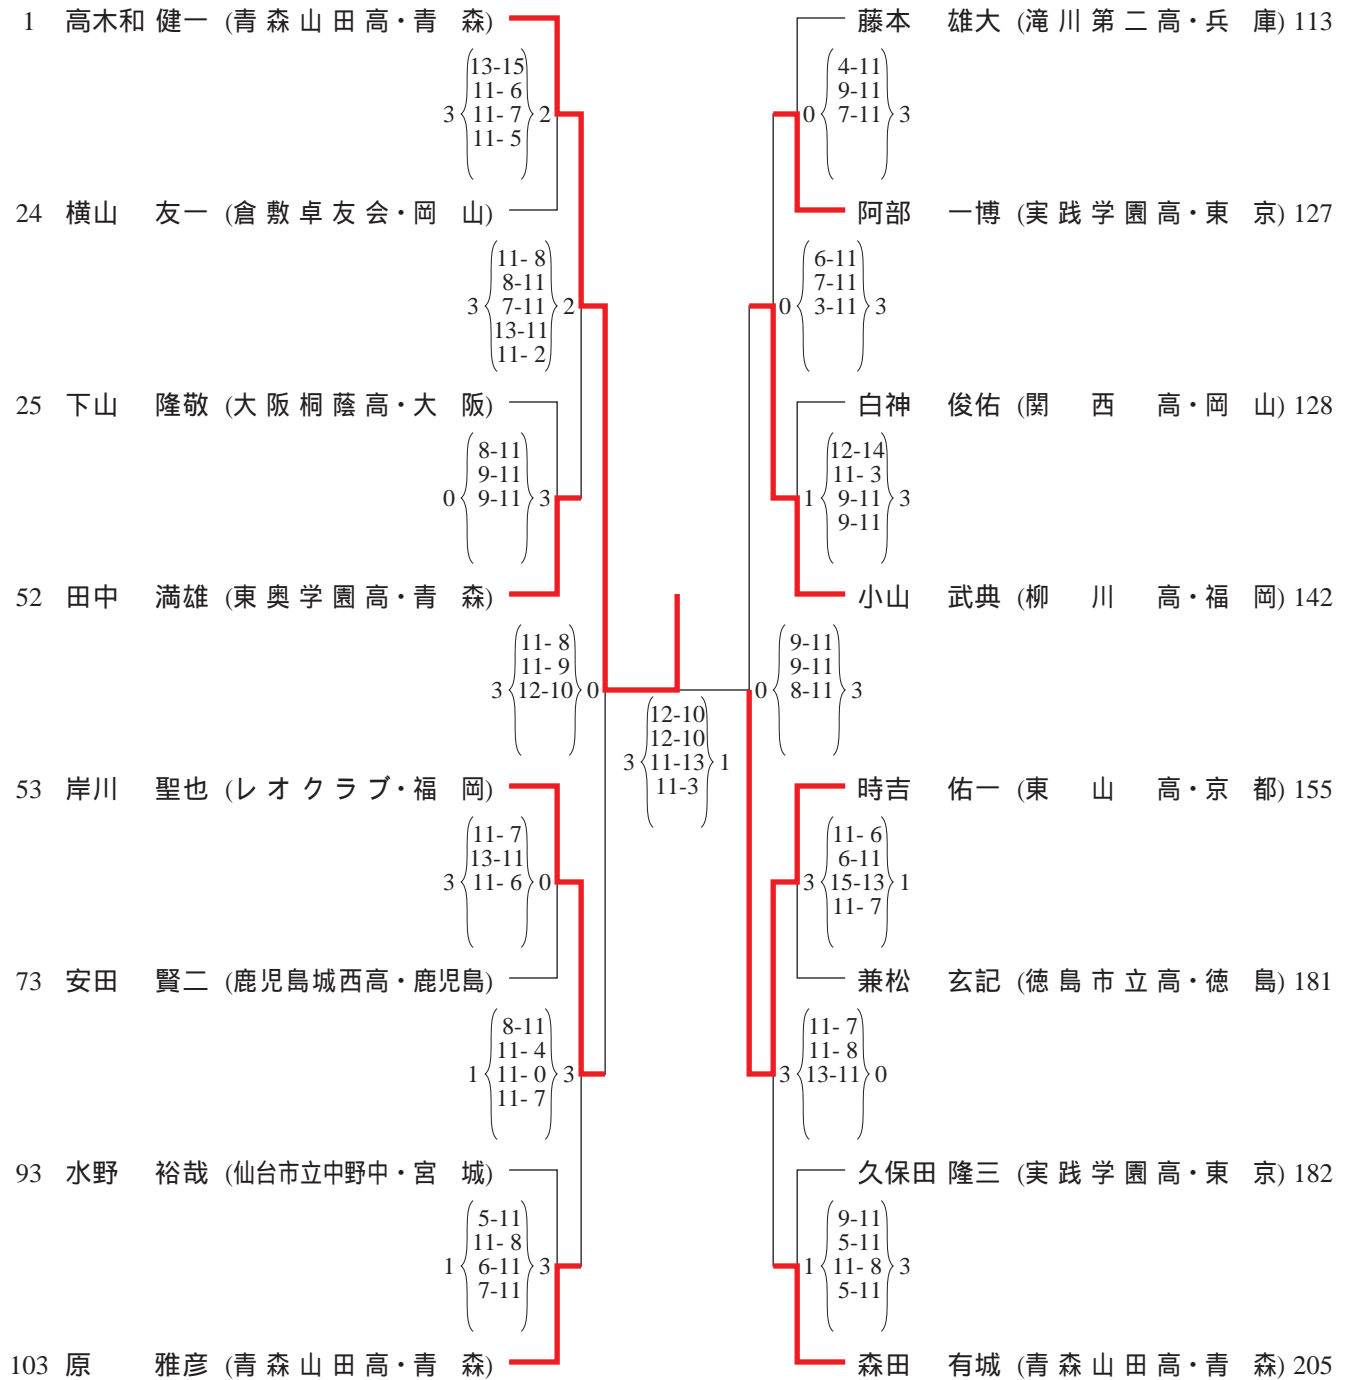 1 高木和 健一 (青森山田高・青 森)
13-15
11- 6
3 11- 7 2
11- 5
24 横山 友一 (倉敷卓友会・岡 山)
11- 8
8-11
3 7-11 2
13-11
11- 2
25 下山 隆敬 (大阪桐蔭高・大 阪)
8-11
9-11
0 9-11 3
52 田中 満雄 (東奥学園高・青 森)
11- 8
11- 9
3 12-10 0
53 岸川 聖也 (レオクラブ・福 岡)
11- 7
13-11
3 11- 6 0
73 安田 賢二 (鹿児島城西高・鹿児島)
8-11
11- 4
1 11- 0 3
11- 7
93 水野 裕哉 (仙台市立中野中・宮 城)
5-11
11- 8
1 6-11 3
7-11
103 原 雅彦 (青森山田高・青 森)
12-10
12-10
3 11-13 1
11-3
藤本 雄大 (滝川第二高・兵 庫) 113
4-11
9-11
0 7-11 3
阿部 一博 (実践学園高・東 京) 127
6-11
7-11
0 3-11 3
白神 俊佑 (関 西 高・岡 山) 128
12-14
11- 3
1 9-11 3
9-11
小山 武典 (柳 川 高・福 岡) 142
9-11
9-11
0 8-11 3
時吉 佑一 (東 山 高・京 都) 155
11- 6
6-11
3 15-13 1
11- 7
兼松 玄記 (徳島市立高・徳 島) 181
11- 7
11- 8
3 13-11 0
久保田 隆三 (実践学園高・東 京) 182
9-11
5-11
1 11- 8 3
5-11
森田 有城 (青森山田高・青 森) 205